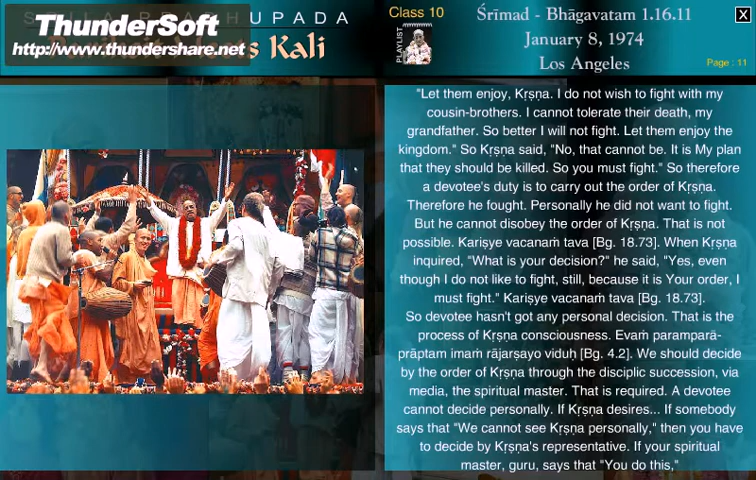 ThunderSoft
http://www.thundershare.net
HUPADA
Kali
Class 10
PLAYLIST
Śrīmad - Bhāgavatam 1.16.11
January 8, 1974
Los Angeles
X
Page : 11
"Let them enjoy, Kṛṣṇa. I do not wish to fight with my
cousin-brothers. I cannot tolerate their death, my
grandfather. So better I will not fight. Let them enjoy the
kingdom." So Kṛṣṇa said, "No, that cannot be. It is My plan
that they should be killed. So you must fight." So therefore
a devotee's duty is to carry out the order of Kṛṣṇa.
Therefore he fought. Personally he did not want to fight.
But he cannot disobey the order of Kṛṣṇa. That is not
possible. Kariṣye vacanaṁ tava [Bg. 18.73]. When Kṛṣṇa
inquired, "What is your decision?" he said, "Yes, even
though I do not like to fight, still, because it is Your order, I
must fight." Kariṣye vacanaṁ tava [Bg. 18.73].
So devotee hasn't got any personal decision. That is the
process of Kṛṣṇa consciousness. Evaṁ paramparā-
prāptam imaṁ rājarṣayo viduḥ [Bg. 4.2]. We should decide
by the order of Kṛṣṇa through the disciplic succession, via
media, the spiritual master. That is required. A devotee
cannot decide personally. If Kṛṣṇa desires... If somebody
says that "We cannot see Kṛṣṇa personally," then you have
to decide by Kṛṣṇa's representative. If your spiritual
master, guru, says that "You do this,"